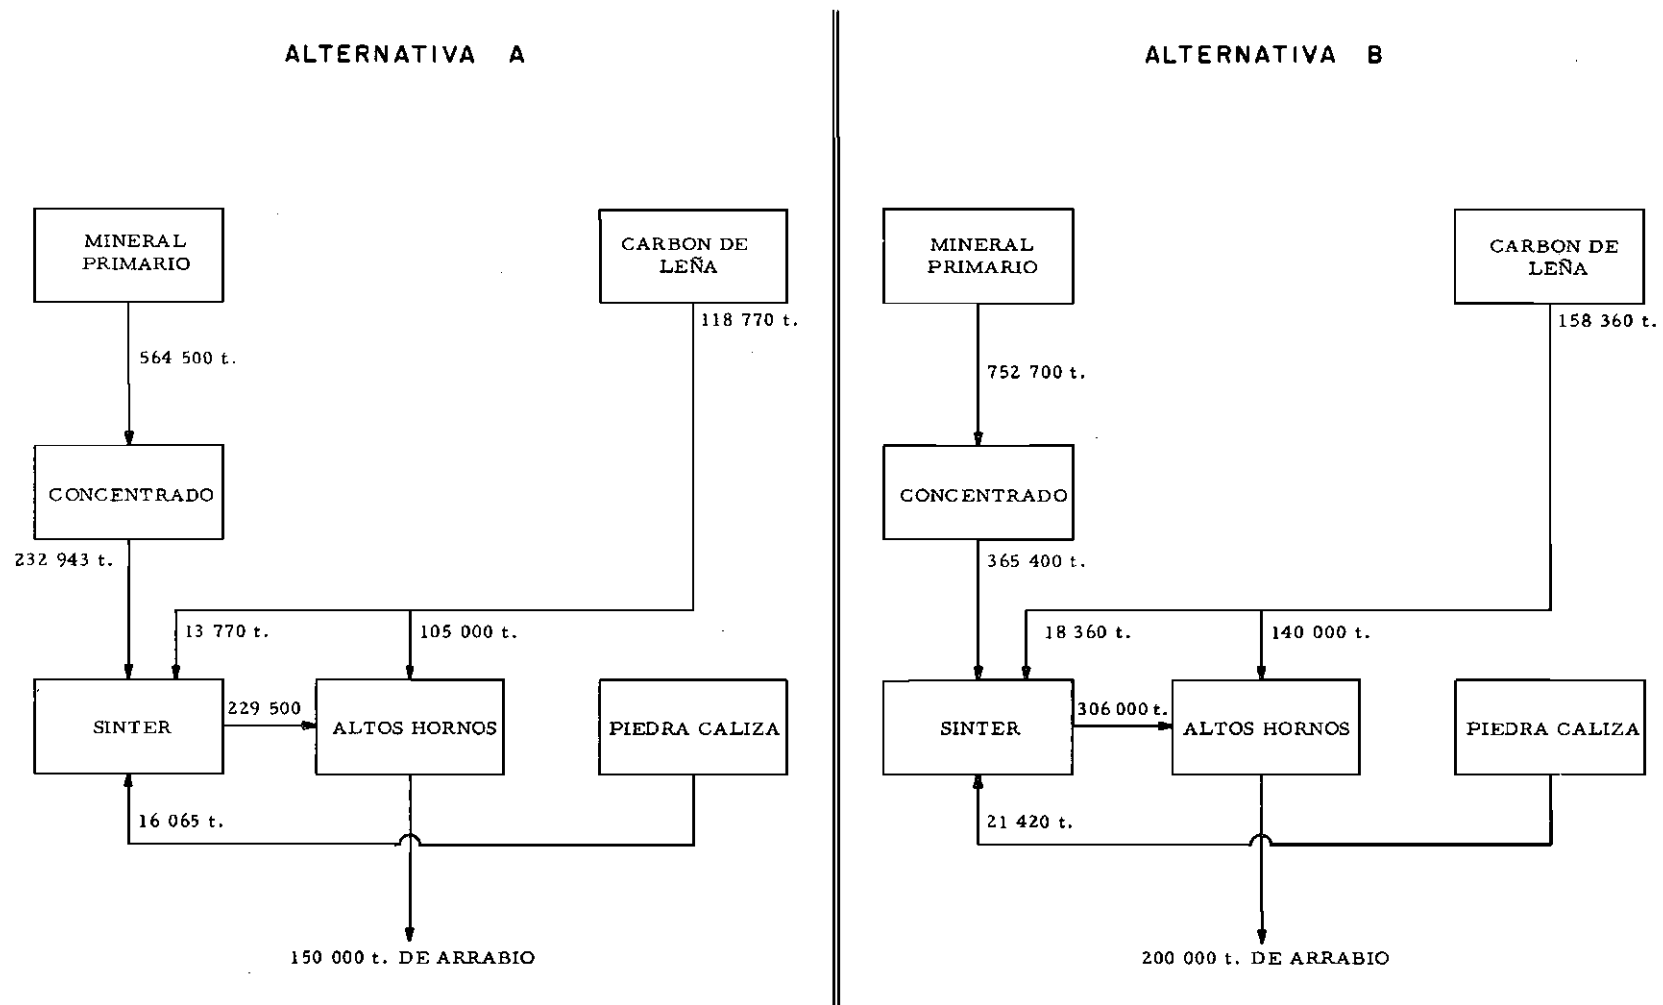 ALTERNATIVA A
MINERAL
PRIMARIO
CARBON DE
LEÑA
118 770 t.
564 500 t.
CONCENTRADO
232 943 t.
13 770 t.
105 000 t.
SINTER
229 500
ALTOS HORNOS
PIEDRA CALIZA
16 065 t.
150 000 t. DE ARRABIO
ALTERNATIVA B
MINERAL
PRIMARIO
CARBON DE
LEÑA
158 360 t.
752 700 t.
CONCENTRADO
365 400 t.
18 360 t.
140 000 t.
SINTER
306 000 t.
ALTOS HORNOS
PIEDRA CALIZA
21 420 t.
200 000 t. DE ARRABIO